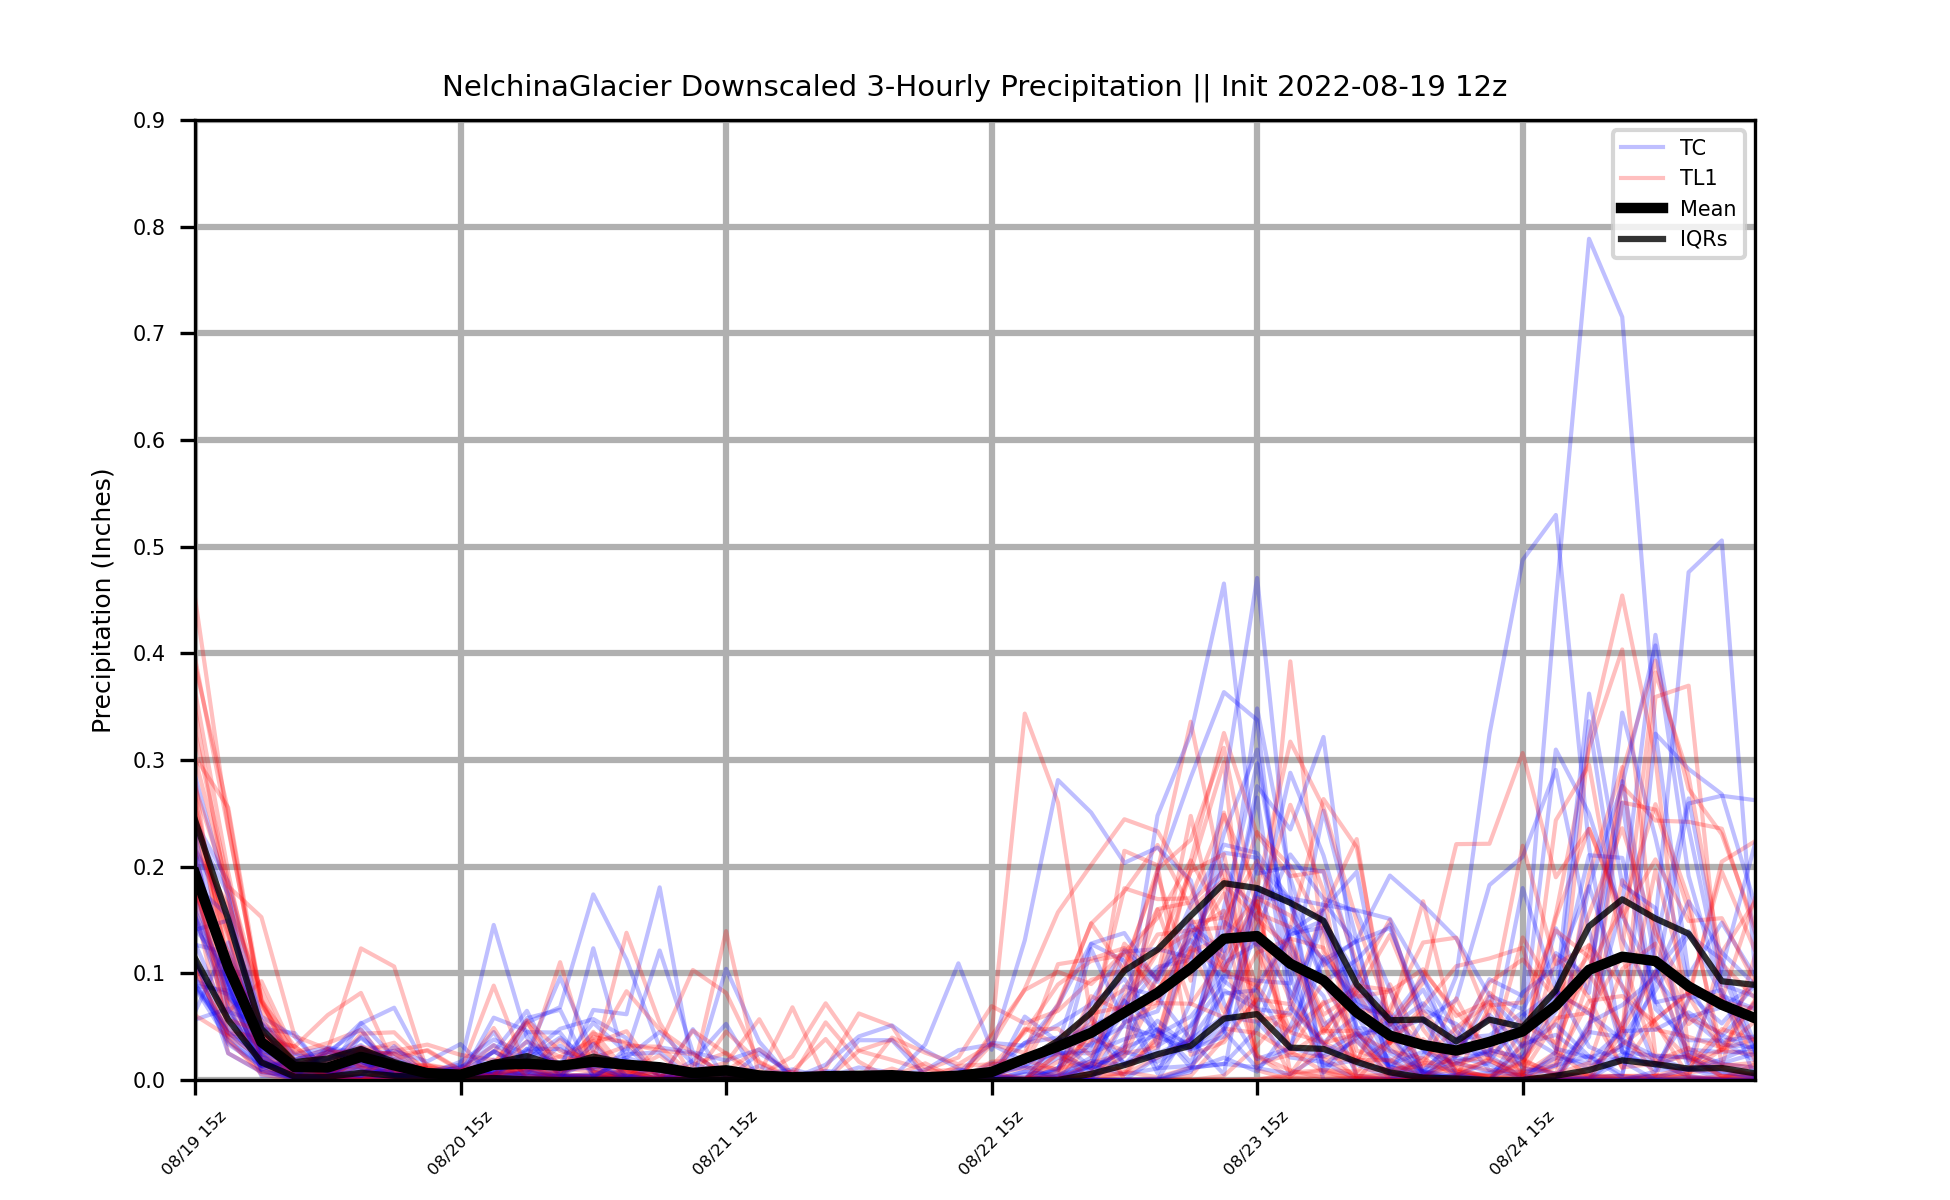 NelchinaGlacier Downscaled 3-Hourly Precipitation || Init 2022-08-19 12z
Precipitation (Inches)
0.9
0.8
0.7
0.6
0.5
0.4
0.3
0.2
0.1
0.0
TC
TL1
Mean
IQRs
08/19 15z
08/20 15z
08/21 15z
08/22 15z
08/23 15z
08/24 15z